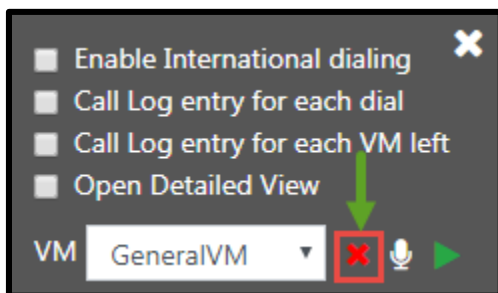 Enable International dialing
Call Log entry for each dial
Call Log entry for each VM left
Open Detailed View
VM GeneralVM